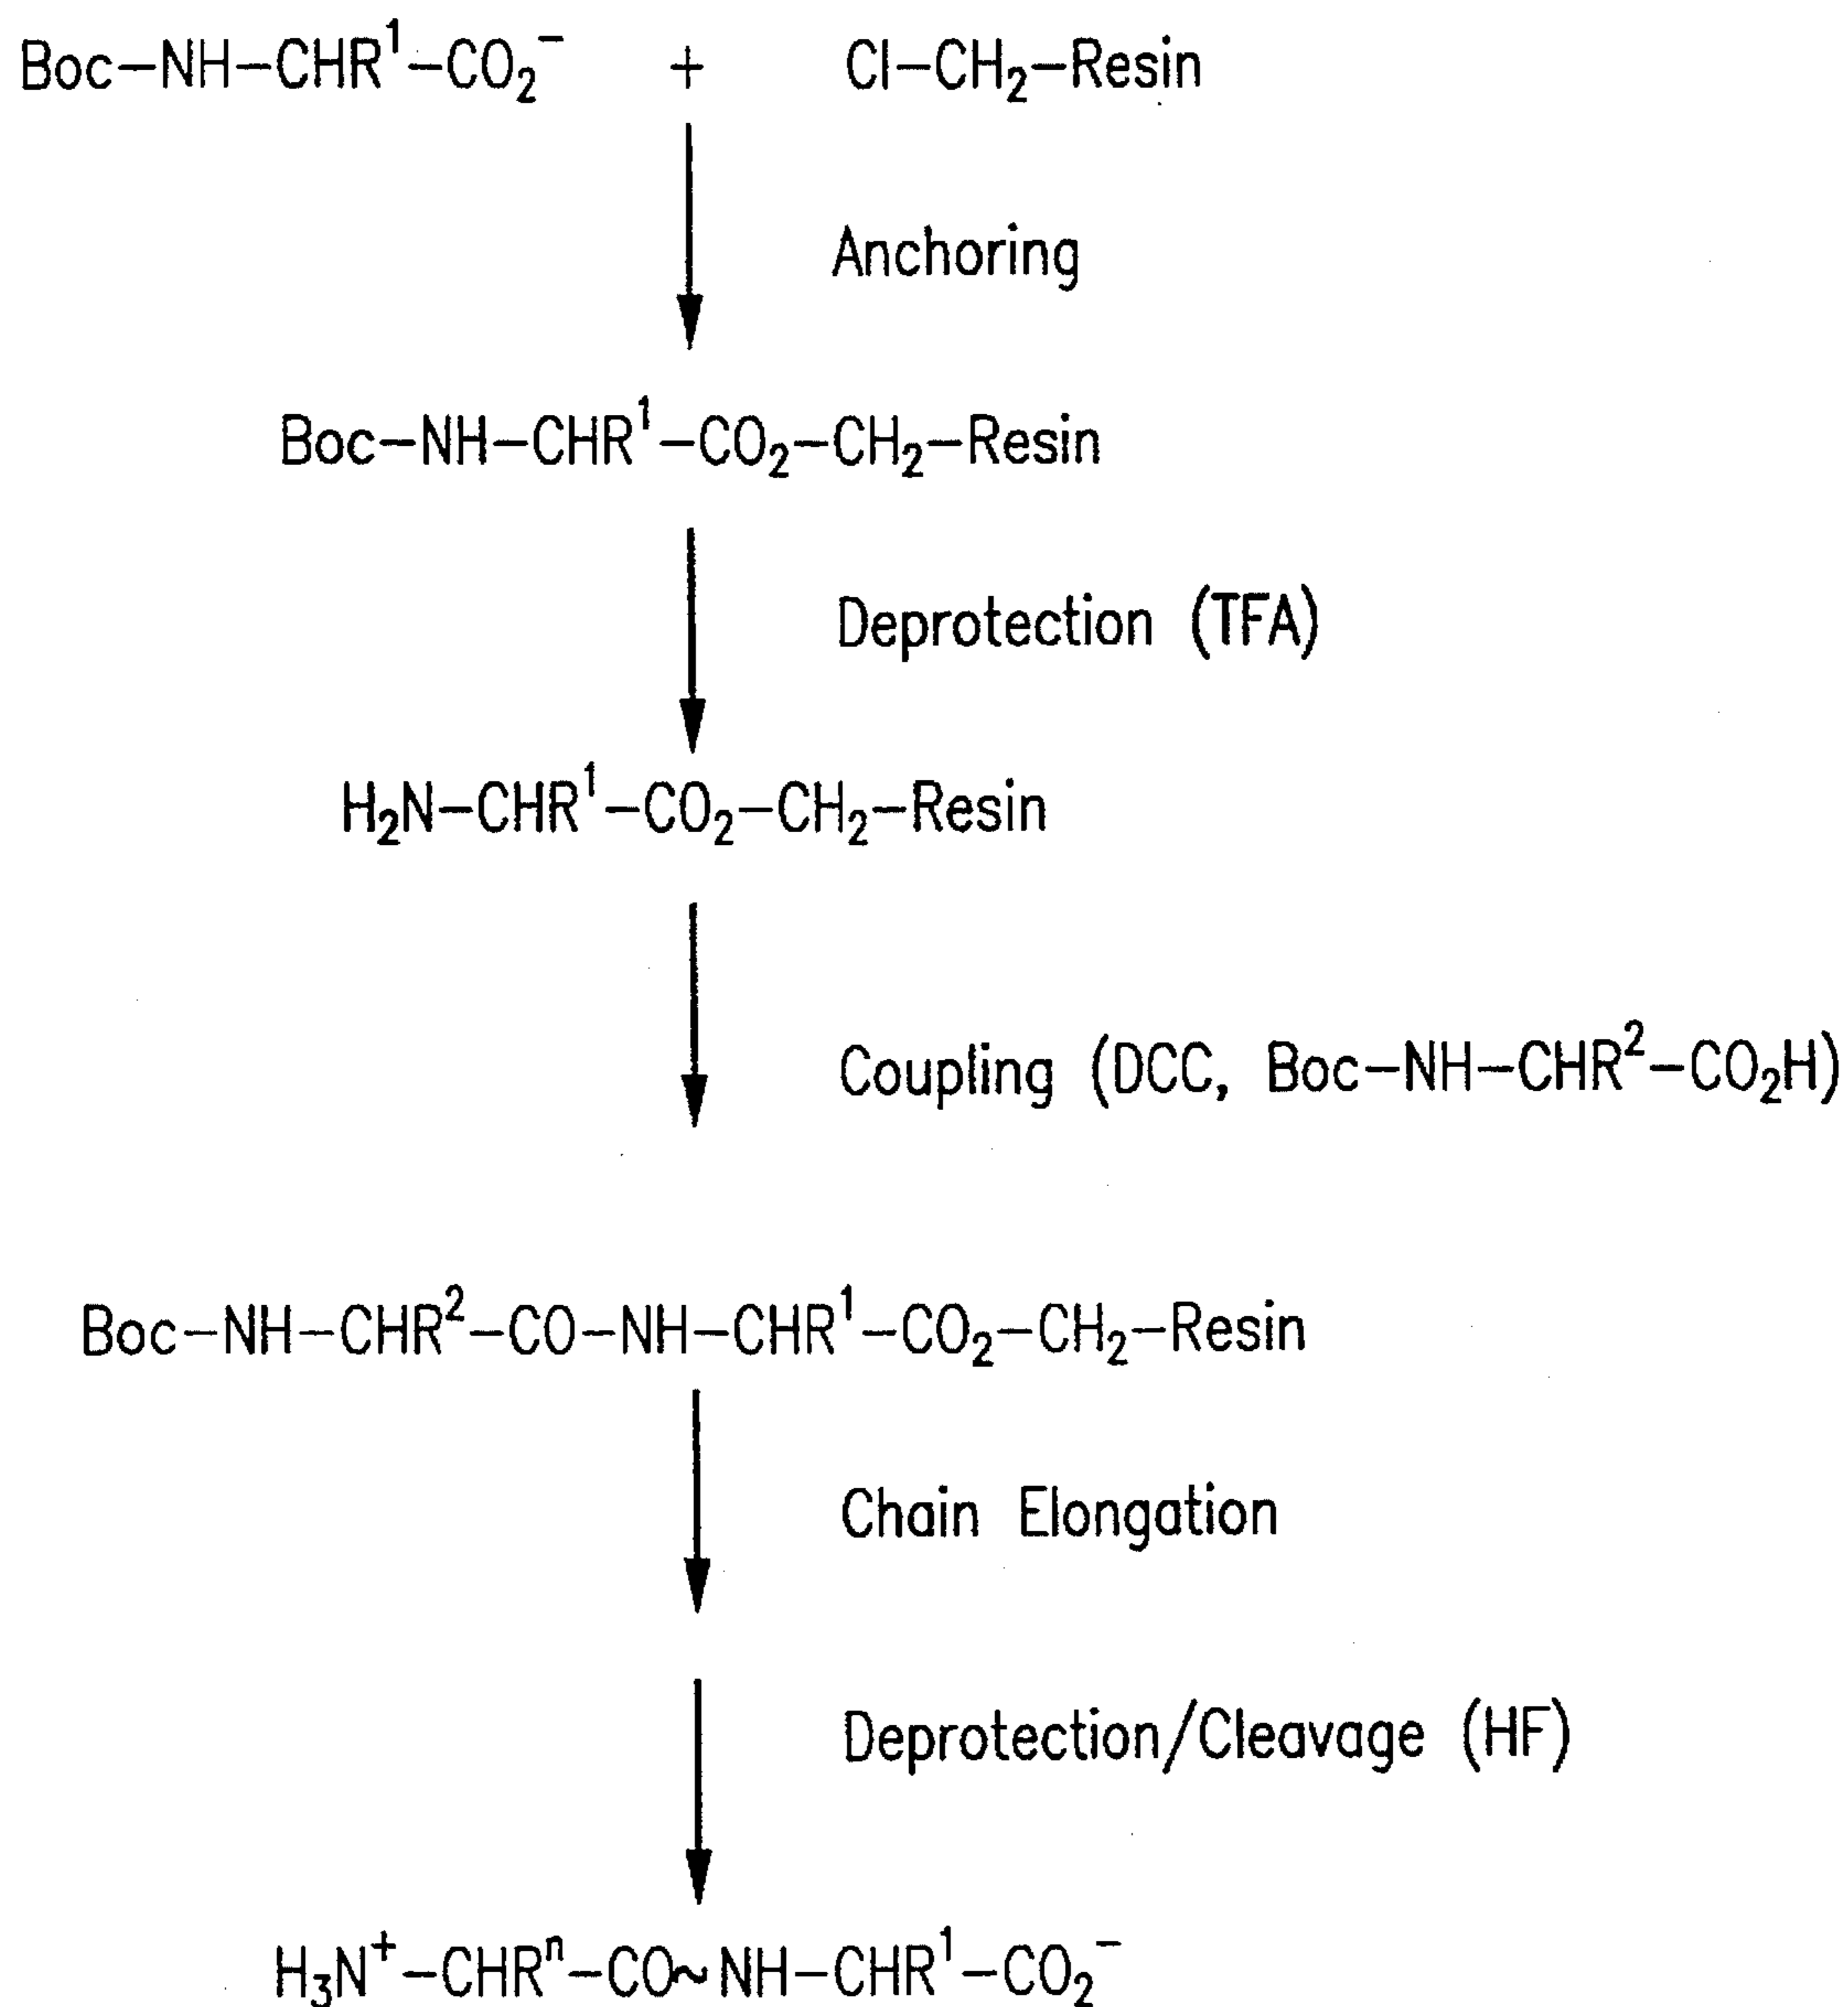 Boc-NH-CHR¹-CO₂⁻ + Cl-CH₂-Resin
Anchoring
Boc-NH-CHR¹-CO₂-CH₂-Resin
Deprotection (TFA)
H₂N-CHR¹-CO₂-CH₂-Resin
Coupling (DCC, Boc-NH-CHR²-CO₂H)
Boc-NH-CHR²-CO-NH-CHR¹-CO₂-CH₂-Resin
Chain Elongation
Deprotection/Cleavage (HF)
H₃N⁺-CHRⁿ-CO~NH-CHR¹-CO₂⁻